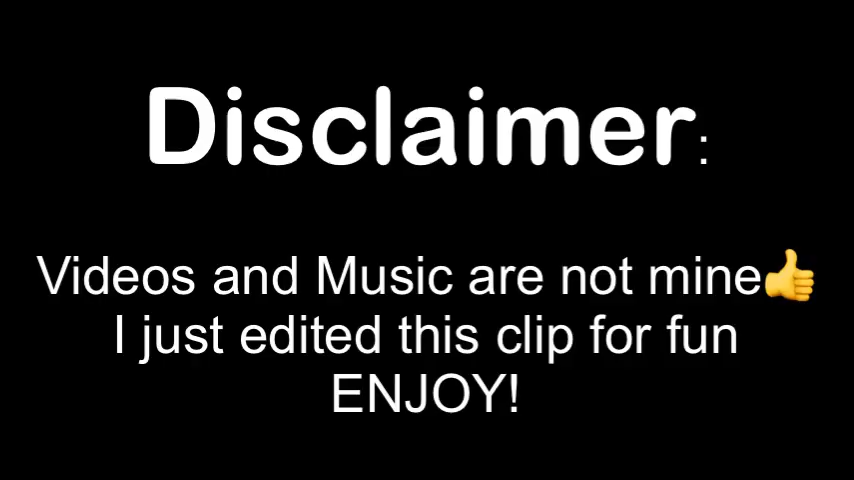 Disclaimer:
Videos and Music are not mine👍
I just edited this clip for fun
ENJOY!